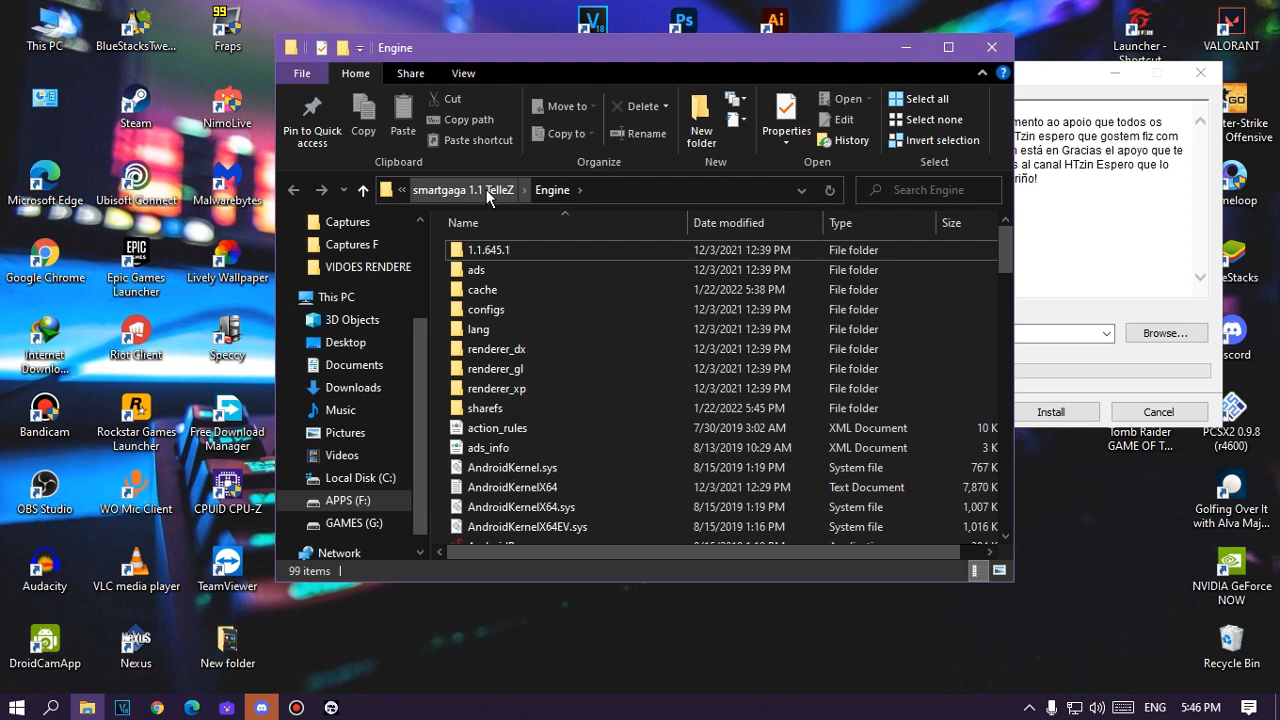 This PC
BlueStacksTwe...
99
Fraps
V
18
Ps
Ai
Launcher -
Shortcut
VALORANT
Engine
File
Home
Share
View
Pin to Quick
access
Copy
Paste
Cut
Copy path
Paste shortcut
Move to
Copy to
Delete
Rename
New
folder
Properties
Open
Edit
History
Select all
Select none
Invert selection
Clipboard
Organize
New
Open
Select
smartgaga 1.1 TelleZ
Engine
Search Engine
Captures
Captures F
VIDOES RENDERE
This PC
3D Objects
Desktop
Documents
Downloads
Music
Pictures
Videos
Local Disk (C:)
APPS (F:)
GAMES (G:)
Network
Name
Date modified
Type
Size
1.1.645.1 12/3/2021 12:39 PM File folder
ads 12/3/2021 12:39 PM File folder
cache 1/22/2022 5:38 PM File folder
configs 12/3/2021 12:39 PM File folder
lang 12/3/2021 12:39 PM File folder
renderer_dx 12/3/2021 12:39 PM File folder
renderer_gl 12/3/2021 12:39 PM File folder
renderer_xp 12/3/2021 12:39 PM File folder
sharefs 1/22/2022 5:45 PM File folder
action_rules 7/30/2019 3:02 AM XML Document 10 K
ads_info 8/13/2019 10:29 AM XML Document 3 K
AndroidKernel.sys 8/15/2019 1:19 PM System file 767 K
AndroidKernelX64 12/3/2021 12:29 PM Text Document 7,870 K
AndroidKernelX64.sys 8/15/2019 1:19 PM System file 1,007 K
AndroidKernelX64EV.sys 8/15/2019 1:16 PM System file 1,016 K
99 items
mento ao apoio que todos os
HTzin espero que gostem fiz com
n está en Gracias el apoyo que te
s al canal HTzin Espero que lo
riño!
Browse...
Install
Cancel
Steam
NimoLive
Microsoft Edge
Ubisoft Connect
Malwarebytes
Google Chrome
EPIC
GAMES
Epic Games
Launcher
Lively Wallpaper
Internet
Downlo...
Riot Client
Speccy
Bandicam
Rockstar Games
Launcher
Free Download
Manager
OBS Studio
WO Mic Client
CPUID CPU-Z
Audacity
VLC media player
TeamViewer
DroidCamApp
Nexus
New folder
GO
ter-Strike
Offensive
meloop
eStacks
scord
Tomb Raider
GAME OF T...
PCSX2 0.9.8
(r4600)
Golfing Over It
with Alva Maj...
NVIDIA GeForce
NOW
Recycle Bin
ENG
5:46 PM